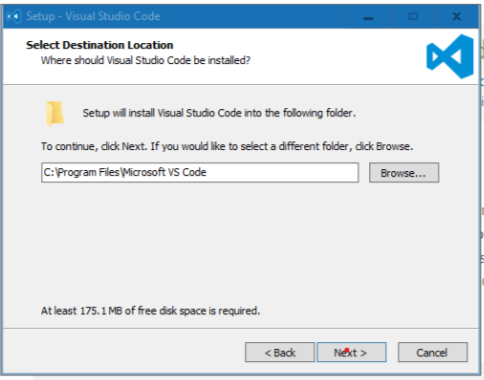 Setup - Visual Studio Code
Select Destination Location
Where should Visual Studio Code be installed?
Setup will install Visual Studio Code into the following folder.
To continue, click Next. If you would like to select a different folder, click Browse.
C:\Program Files\Microsoft VS Code
Browse...
At least 175.1 MB of free disk space is required.
< Back
Next >
Cancel